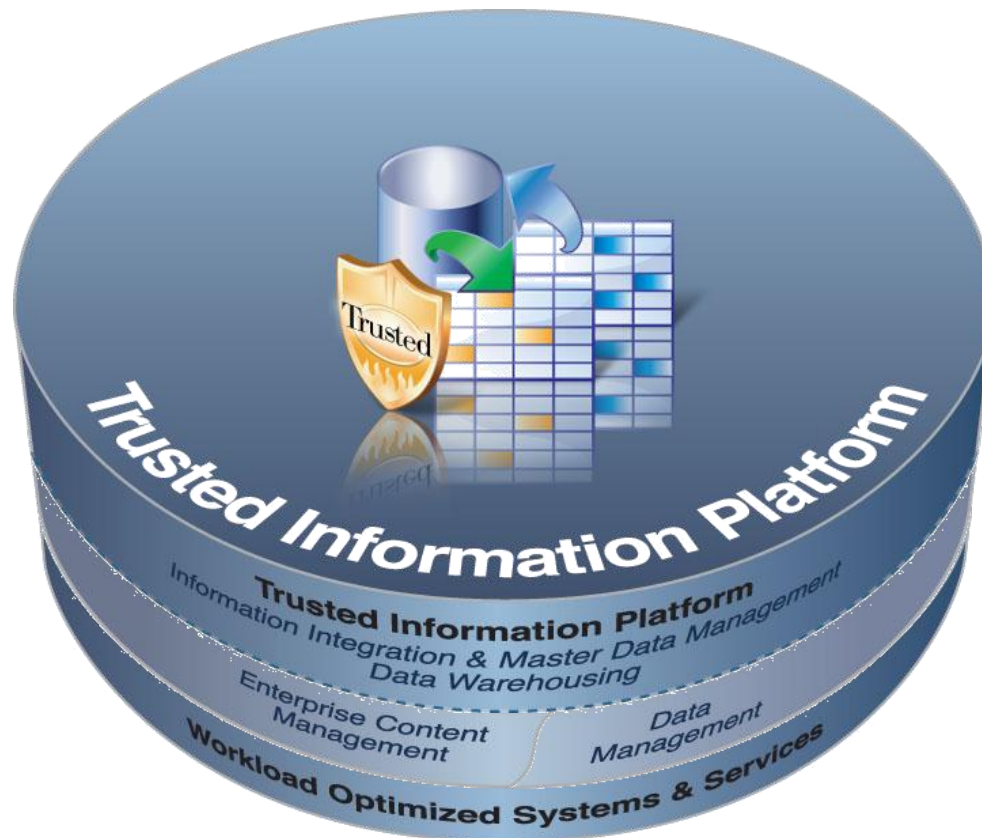 Trusted
Trusted Information Platform
Trusted Information Platform
Information Integration & Master Data Management
Data Warehousing
Enterprise Content
Management
Data
Management
Workload Optimized Systems & Services